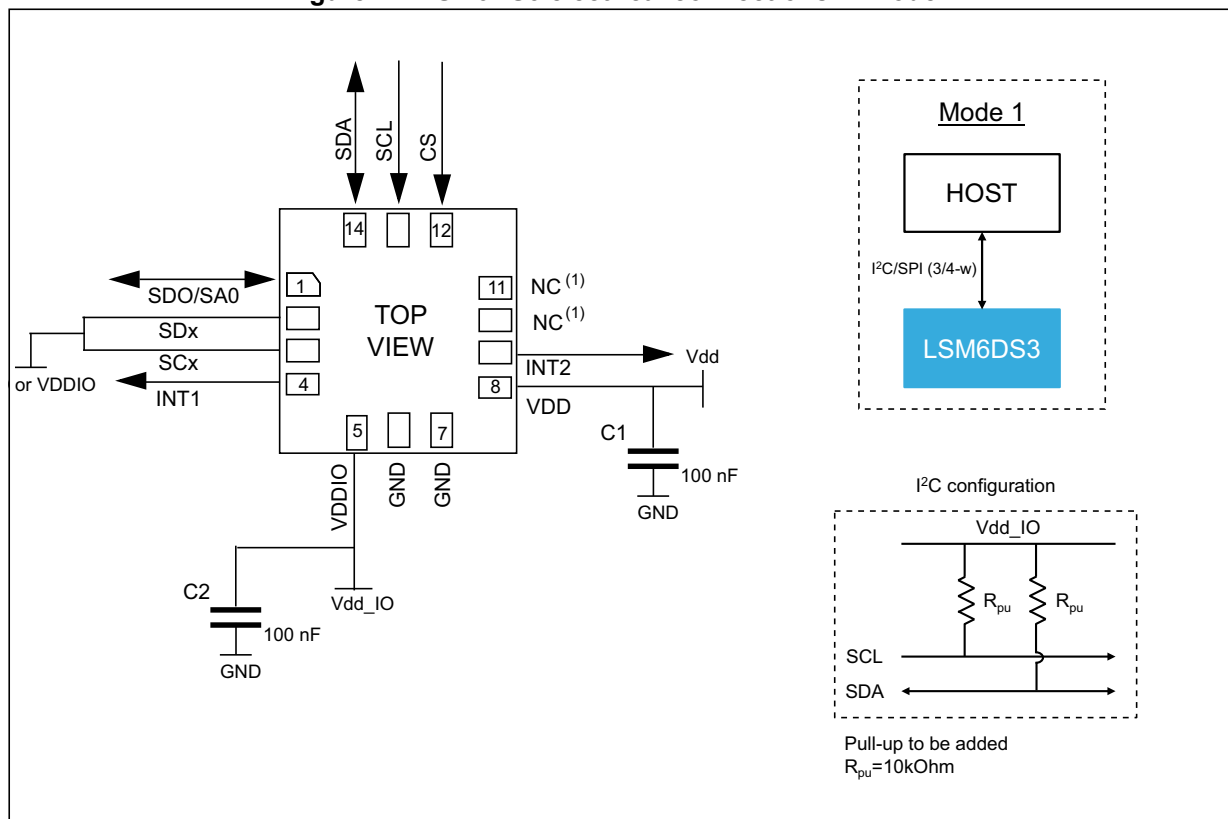 SDA
SCL
CS
14
12
SDO/SA0
1
SDx
SCx
or VDDIO
INT1
4
TOP
VIEW
11
NC (1)
NC (1)
INT2
Vdd
8
VDD
5
7
VDDIO
GND
GND
C1
100 nF
GND
C2
100 nF
GND
Vdd_IO
Mode 1
HOST
I²C/SPI (3/4-w)
LSM6DS3
I²C configuration
Vdd_IO
Rpu
Rpu
SCL
SDA
Pull-up to be added
Rpu=10kOhm